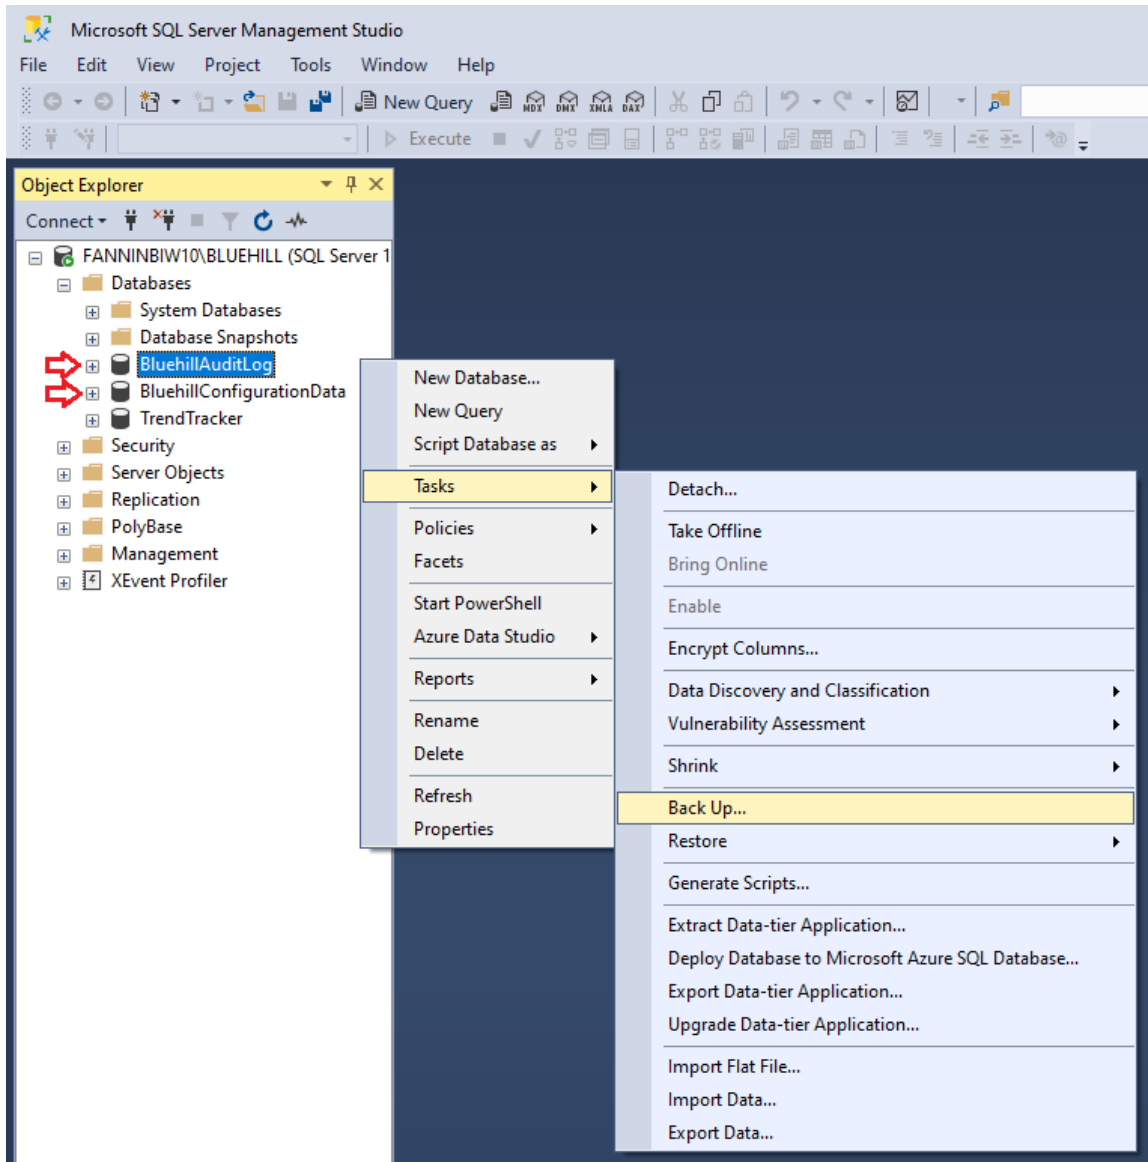 Microsoft SQL Server Management Studio
File Edit View Project Tools Window Help
New Query MDX DMX XMLA DAX
Execute
Object Explorer
Connect
FANNINBIW10\BLUEHILL (SQL Server 1
Databases
System Databases
Database Snapshots
BluehillAuditLog
BluehillConfigurationData
TrendTracker
Security
Server Objects
Replication
PolyBase
Management
XEvent Profiler
New Database...
New Query
Script Database as
Tasks
Policies
Facets
Start PowerShell
Azure Data Studio
Reports
Rename
Delete
Refresh
Properties
Detach...
Take Offline
Bring Online
Enable
Encrypt Columns...
Data Discovery and Classification
Vulnerability Assessment
Shrink
Back Up...
Restore
Generate Scripts...
Extract Data-tier Application...
Deploy Database to Microsoft Azure SQL Database...
Export Data-tier Application...
Upgrade Data-tier Application...
Import Flat File...
Import Data...
Export Data...